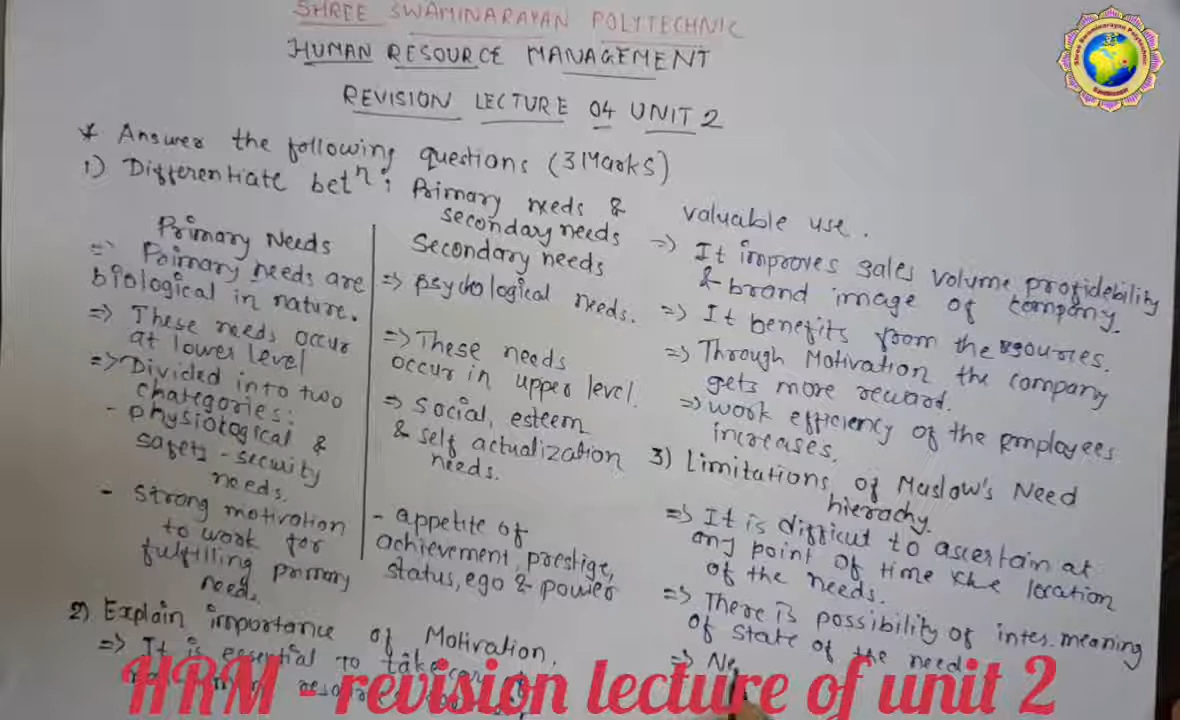 SHREE SWAMINARAYAN POLYTECHNIC
HUMAN RESOURCE MANAGEMENT
REVISION LECTURE 04 UNIT 2
* Answer the following questions (3 Marks)
1) Differentiate betn : Primary needs &
secondary needs
Primary Needs
=> Primary needs are
biological in nature.
=> These needs occur
at lower level
=> Divided into two
chategories:
- physiological &
safety - security
needs.
- strong motivation
to work for
fulfilling primary
needs.
Secondary needs
=> psychological needs.
=> These needs
occur in upper level.
=> social, esteem
& self actualization
needs.
- appetite of
achievement, prestige,
status, ego & power
2) Explain importance of Motivation.
=> It is essential to take care
valuable use.
=> It improves sales volume profidebility
& brand image of company.
=> It benefits from the resources.
=> Through Motivation the company
gets more reward.
=> work efficiency of the employees
increases.
3) Limitations of Maslow's Need
hierachy.
=> It is difficut to ascertain at
any point of time the location
of the needs.
=> There is possibility of inter meaning
of state of the need
=> Ne
HRM - revision lecture of unit 2
Shree Swaminarayan Polytechnic